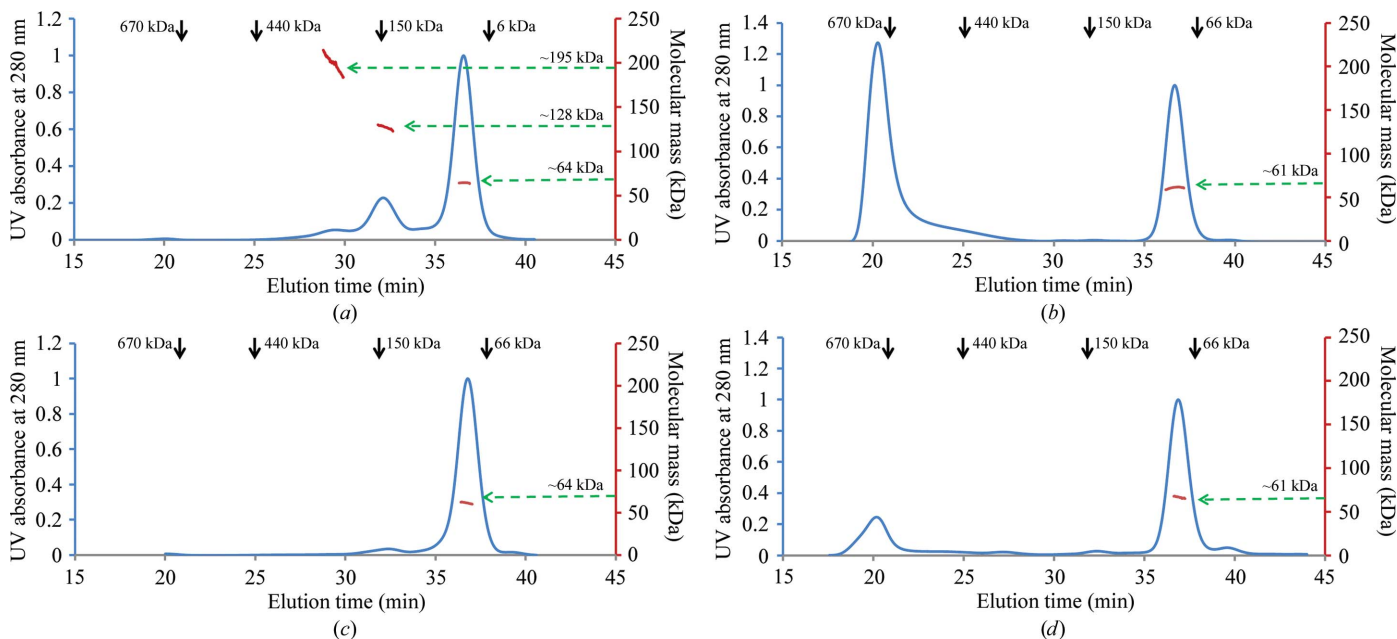 670 kDa 440 kDa 150 kDa 6 kDa
UV absorbance at 280 nm
1.2
1
0.8
0.6
0.4
0.2
0
250
200
150
100
50
0
Molecular mass (kDa)
~195 kDa
~128 kDa
~64 kDa
15 20 25 30 35 40 45
Elution time (min)
(a)
670 kDa 440 kDa 150 kDa 66 kDa
UV absorbance at 280 nm
1.4
1.2
1
0.8
0.6
0.4
0.2
0
250
200
150
100
50
0
Molecular mass (kDa)
~61 kDa
15 20 25 30 35 40 45
Elution time (min)
(b)
670 kDa 440 kDa 150 kDa 66 kDa
UV absorbance at 280 nm
1.2
1
0.8
0.6
0.4
0.2
0
250
200
150
100
50
0
Molecular mass (kDa)
~64 kDa
15 20 25 30 35 40 45
Elution time (min)
(c)
670 kDa 440 kDa 150 kDa 66 kDa
UV absorbance at 280 nm
1.4
1.2
1
0.8
0.6
0.4
0.2
0
250
200
150
100
50
0
Molecular mass (kDa)
~61 kDa
15 20 25 30 35 40 45
Elution time (min)
(d)